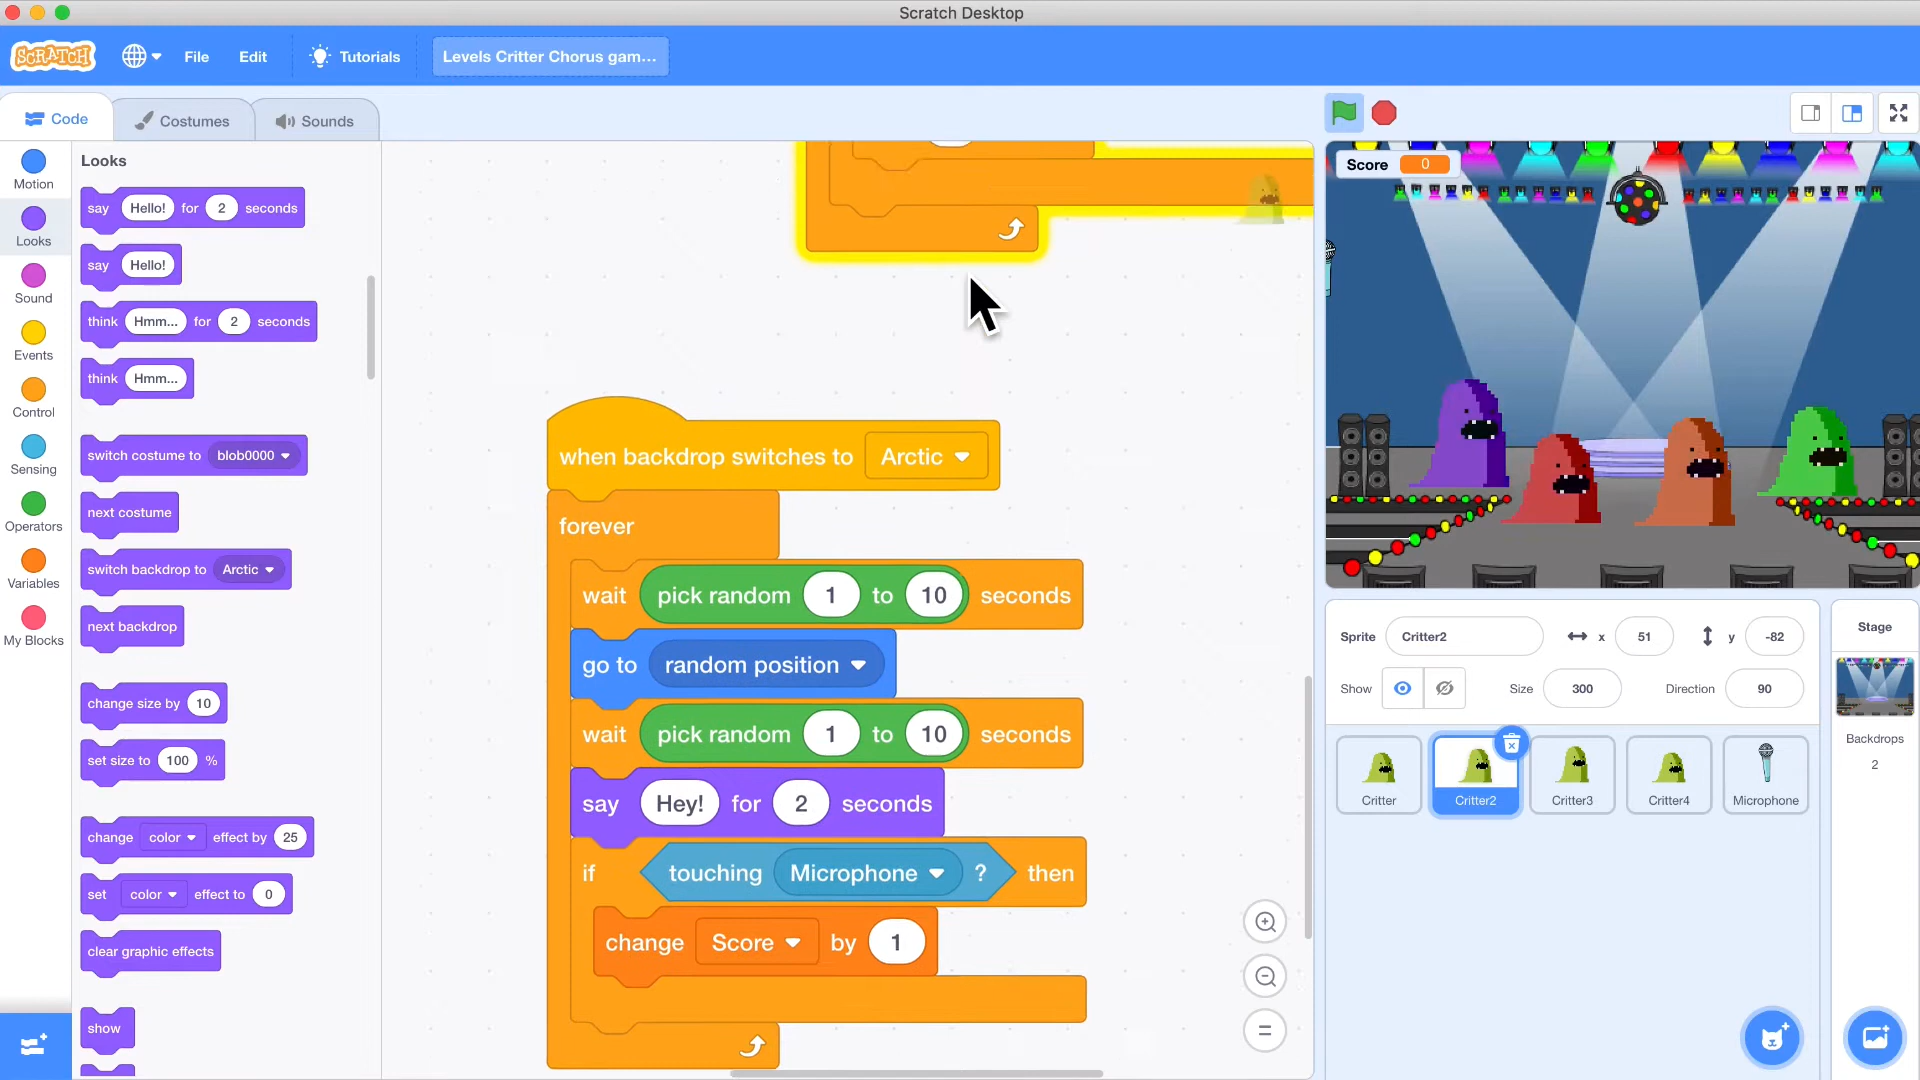 Scratch Desktop
SCRATCH
File
Edit
Tutorials
Levels Critter Chorus gam...
Code
Costumes
Sounds
Motion
Looks
Sound
Events
Control
Sensing
Operators
Variables
My Blocks
Looks
say Hello! for 2 seconds
say Hello!
think Hmm... for 2 seconds
think Hmm...
switch costume to blob0000
next costume
switch backdrop to Arctic
next backdrop
change size by 10
set size to 100 %
change color effect by 25
set color effect to 0
clear graphic effects
show
when backdrop switches to Arctic
forever
wait pick random 1 to 10 seconds
go to random position
wait pick random 1 to 10 seconds
say Hey! for 2 seconds
if touching Microphone ? then
change Score by 1
Score 0
Sprite Critter2 x 51 y -82
Show Size 300 Direction 90
Critter
Critter2
Critter3
Critter4
Microphone
Stage
Backdrops
2